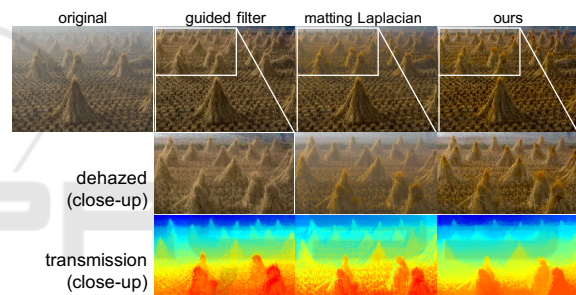 original guided filter matting Laplacian ours
dehazed
(close-up)
transmission
(close-up)